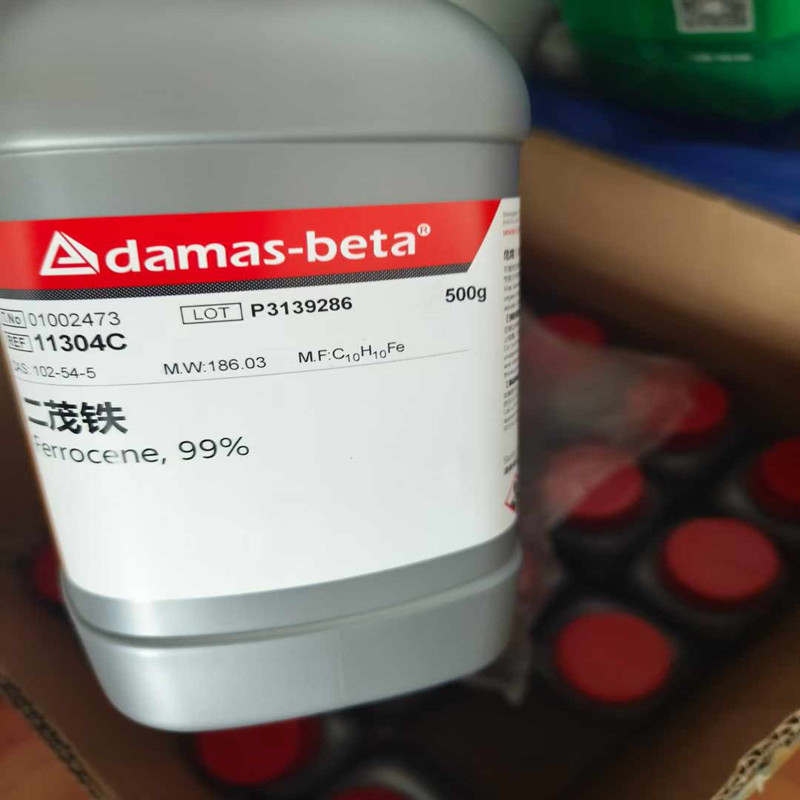 damas-beta®
T.No 01002473
LOT P3139286
500g
REF 11304C
CAS: 102-54-5
M.W:186.03
M.F:C₁₀H₁₀Fe
二茂铁
Ferrocene, 99%